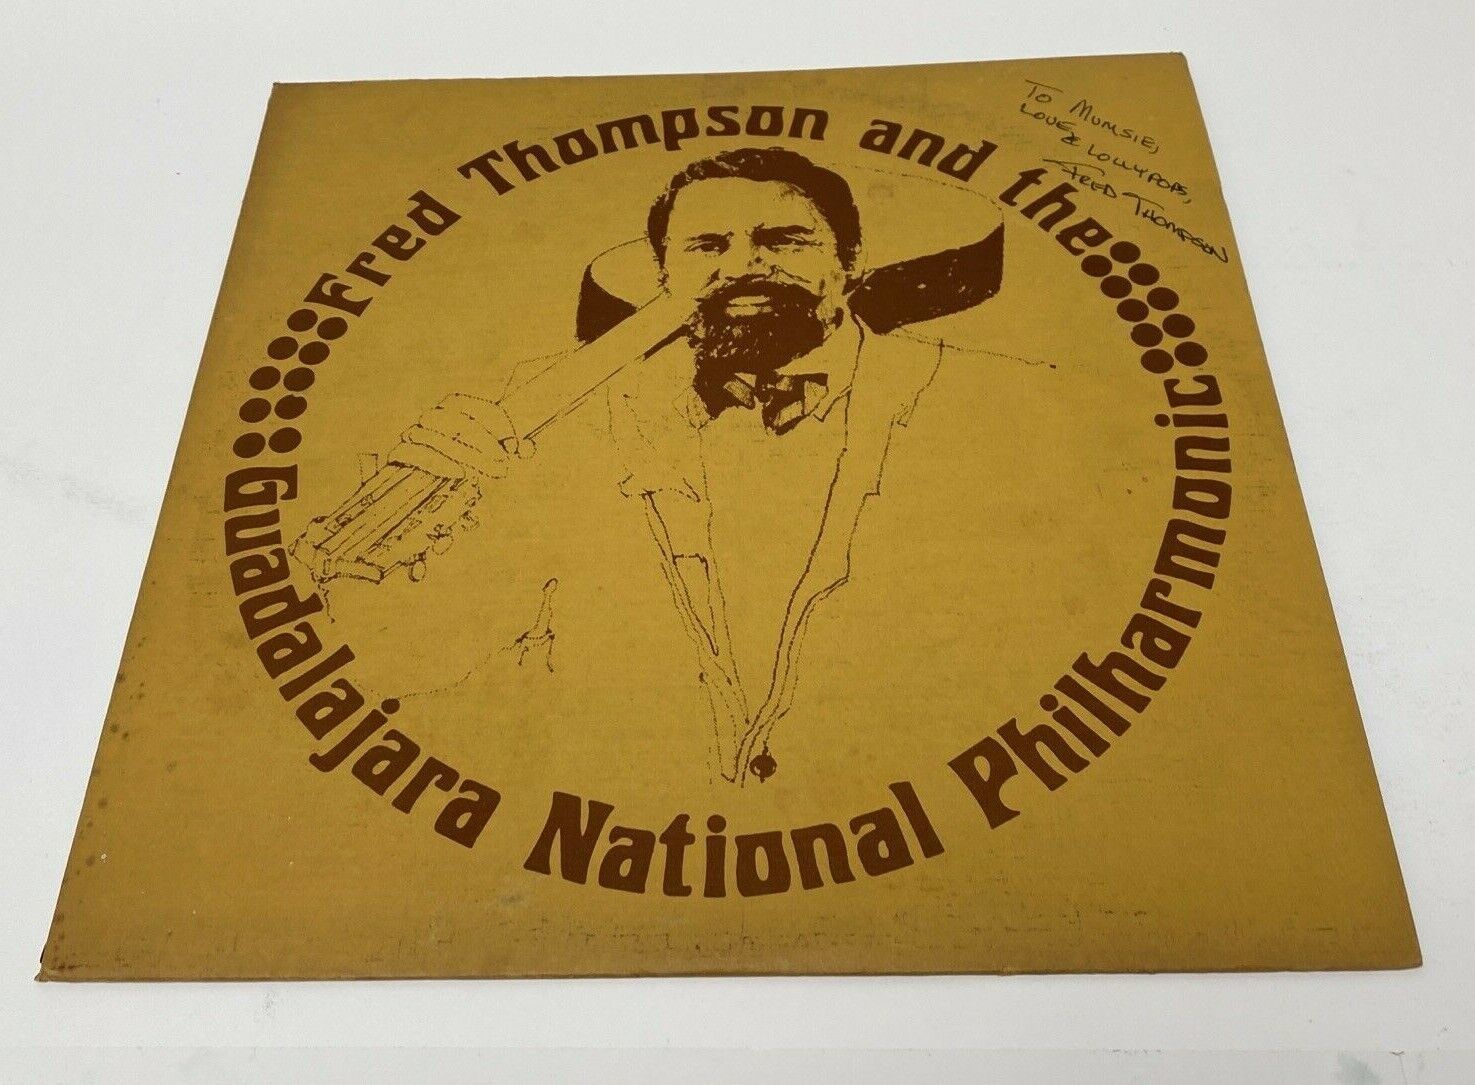 Fred Thompson and the
Guadalajara National Philharmonic
To Mumsie,
Love &
Lollypops,
Fred Thompson